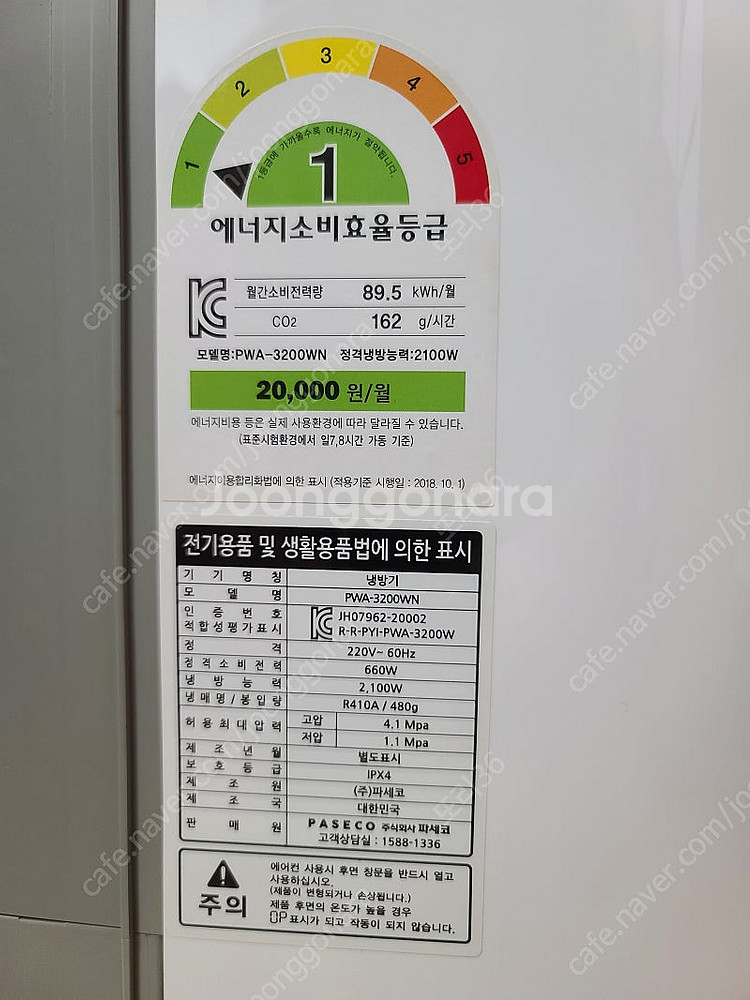 1 2 3 4 5
1등급에 가까울수록 에너지가 절약됩니다.
1
에너지소비효율등급
월간소비전력량 89.5 kWh/월
CO2 162 g/시간
모델명:PWA-3200WN 정격냉방능력:2100W
20,000 원/월
에너지비용 등은 실제 사용환경에 따라 달라질 수 있습니다.
(표준시험환경에서 일7,8시간 가동 기준)
에너지이용합리화법에 의한 표시 (적용기준 시행일 : 2018. 10. 1)
Joonggonara
전기용품 및 생활용품법에 의한 표시
기기명칭 냉방기
모델명 PWA-3200WN
인증번호 JH07962-20002
적합성평가표시 R-R-PYI-PWA-3200W
정격 220V~ 60Hz
정격소비전력 660W
냉방능력 2,100W
냉매명/봉입량 R410A / 480g
허용최대압력 고압 4.1 Mpa
저압 1.1 Mpa
제조년월 별도표시
보호등급 IPX4
제조원 (주)파세코
제조국 대한민국
판매원 PASECO 주식회사 파세코
고객상담실 : 1588-1336
주의
에어컨 사용시 후면 창문을 반드시 열고
사용하십시오.
(제품이 변형되거나 손상됩니다.)
제품 후면의 온도가 높을 경우
OP표시가 되고 작동이 되지 않습니다.